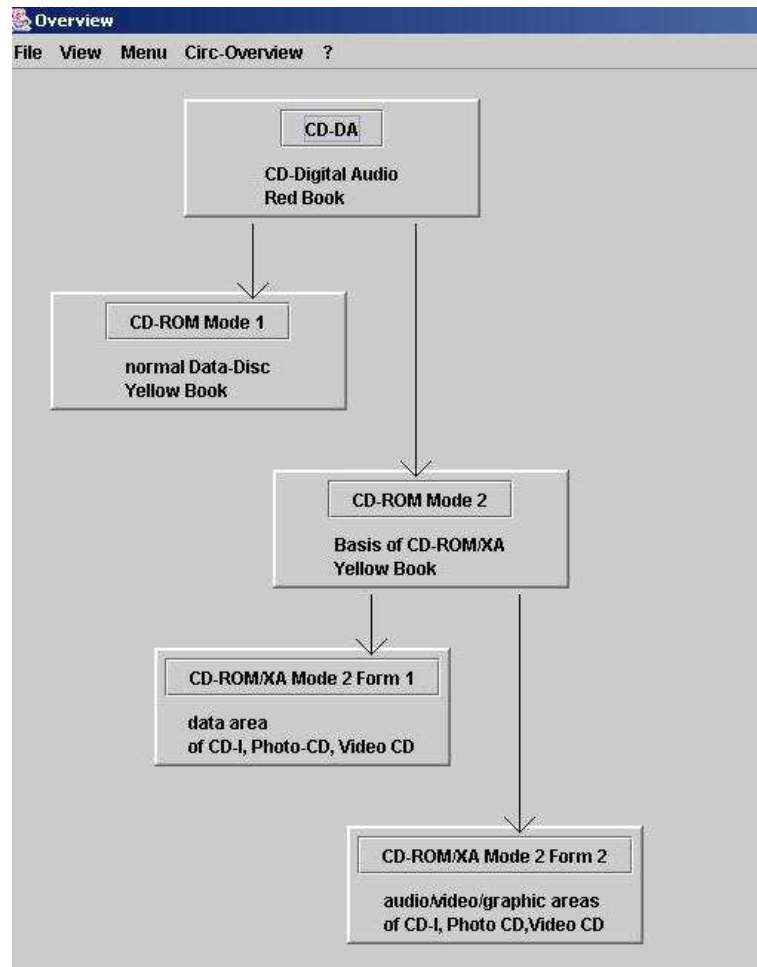 Overview
File View Menu Circ-Overview ?
CD-DA
CD-Digital Audio
Red Book
CD-ROM Mode 1
normal Data-Disc
Yellow Book
CD-ROM Mode 2
Basis of CD-ROM/XA
Yellow Book
CD-ROM/XA Mode 2 Form 1
data area
of CD-I, Photo-CD, Video CD
CD-ROM/XA Mode 2 Form 2
audio/video/graphic areas
of CD-I, Photo CD,Video CD